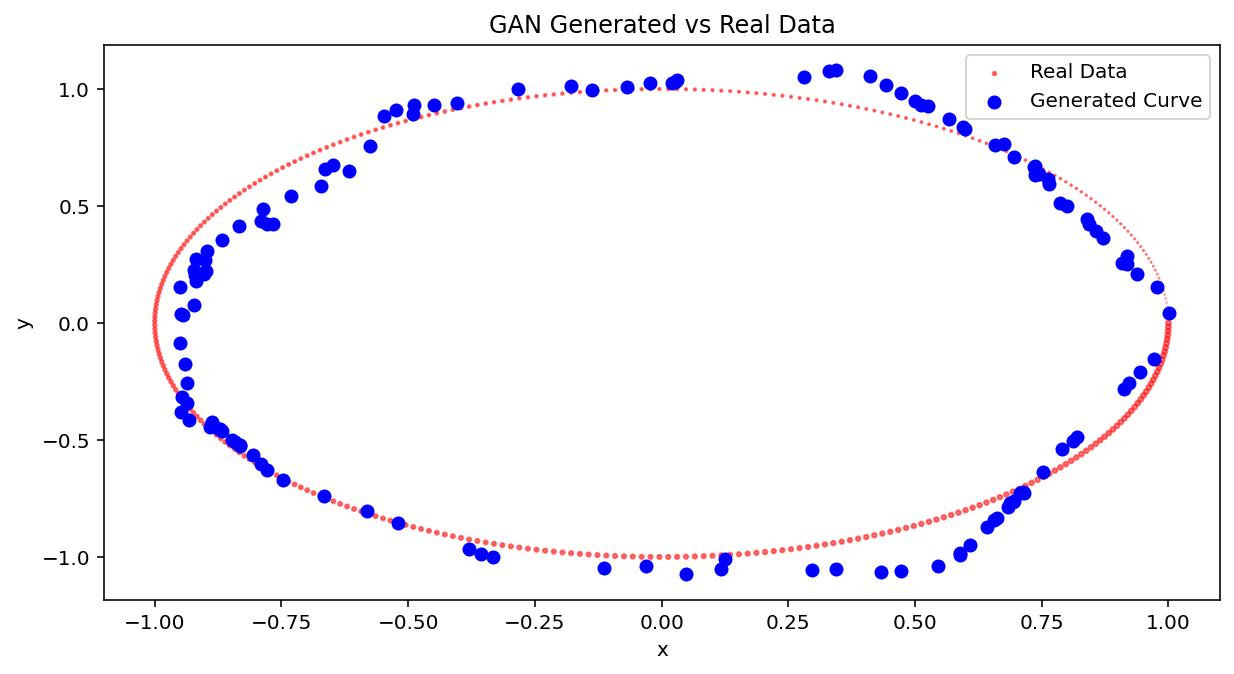 GAN Generated vs Real Data
Real Data
Generated Curve
1.0
0.5
0.0
−0.5
−1.0
y
−1.00 −0.75 −0.50 −0.25 0.00 0.25 0.50 0.75 1.00
x